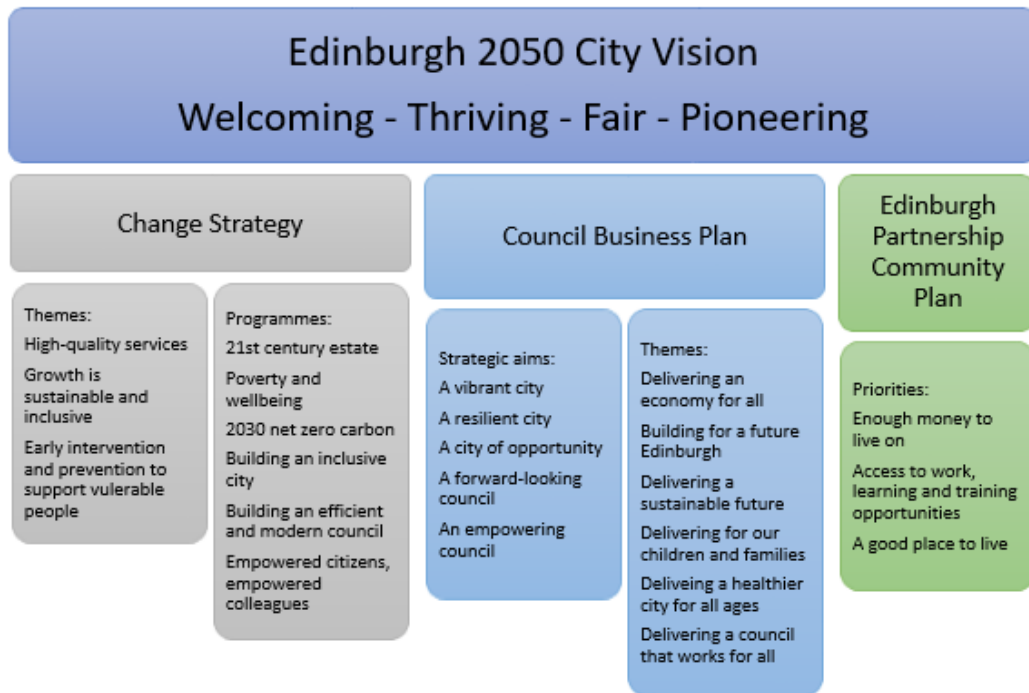 Edinburgh 2050 City Vision
Welcoming - Thriving - Fair - Pioneering
Change Strategy
Themes:
High-quality services
Growth is
sustainable and
inclusive
Early intervention
and prevention to
support vulerable
people
Programmes:
21st century estate
Poverty and
wellbeing
2030 net zero carbon
Building an inclusive
city
Building an efficient
and modern council
Empowered citizens,
empowered
colleagues
Council Business Plan
Strategic aims:
A vibrant city
A resilient city
A city of opportunity
A forward-looking
council
An empowering
council
Themes:
Delivering an
economy for all
Building for a future
Edinburgh
Delivering a
sustainable future
Delivering for our
children and families
Deliveing a healthier
city for all ages
Delivering a council
that works for all
Edinburgh
Partnership
Community
Plan
Priorities:
Enough money to
live on
Access to work,
learning and training
opportunities
A good place to live